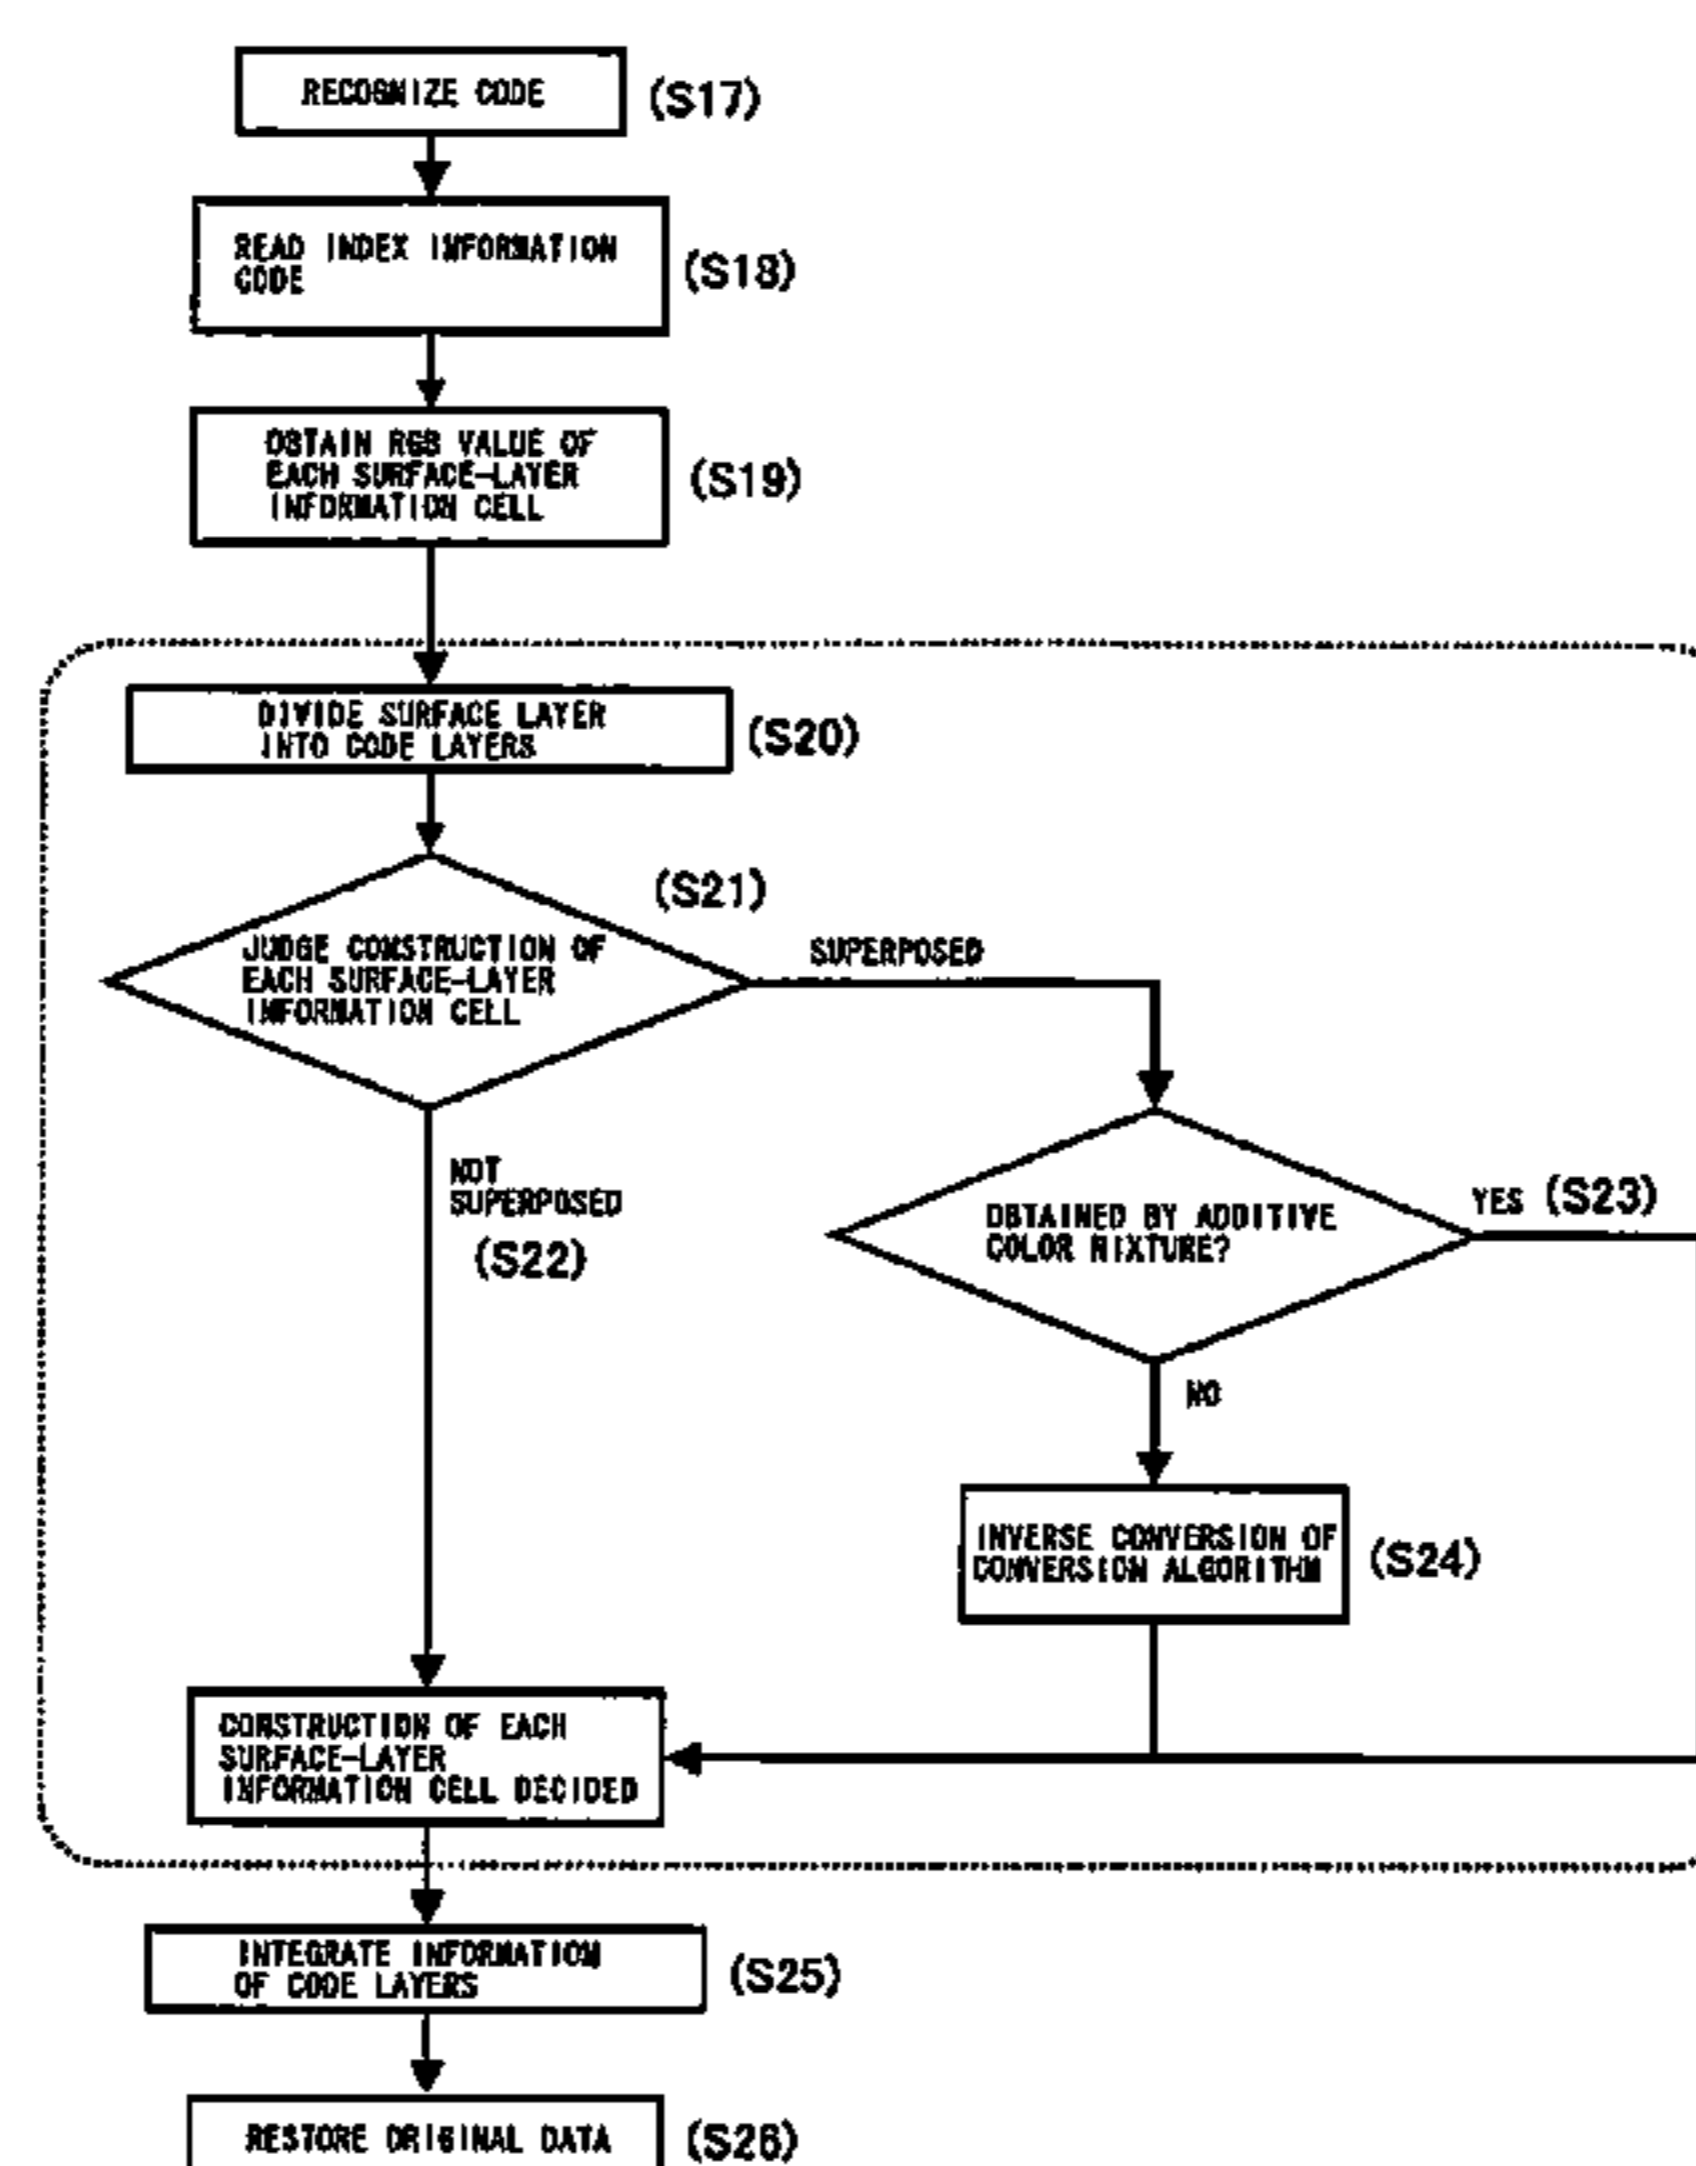 RECOGNIZE CODE
(S17)
READ INDEX INFORMATION
CODE
(S18)
OBTAIN RGB VALUE OF
EACH SURFACE-LAYER
INFORMATION CELL
(S19)
DIVIDE SURFACE LAYER
INTO CODE LAYERS
(S20)
(S21)
JUDGE CONSTRUCTION OF
EACH SURFACE-LAYER
INFORMATION CELL
SUPERPOSED
NOT
SUPERPOSED
(S22)
OBTAINED BY ADDITIVE
COLOR MIXTURE?
YES (S23)
NO
INVERSE CONVERSION OF
CONVERSION ALGORITHM
(S24)
CONSTRUCTION OF EACH
SURFACE-LAYER
INFORMATION CELL DECIDED
INTEGRATE INFORMATION
OF CODE LAYERS
(S25)
RESTORE ORIGINAL DATA
(S26)